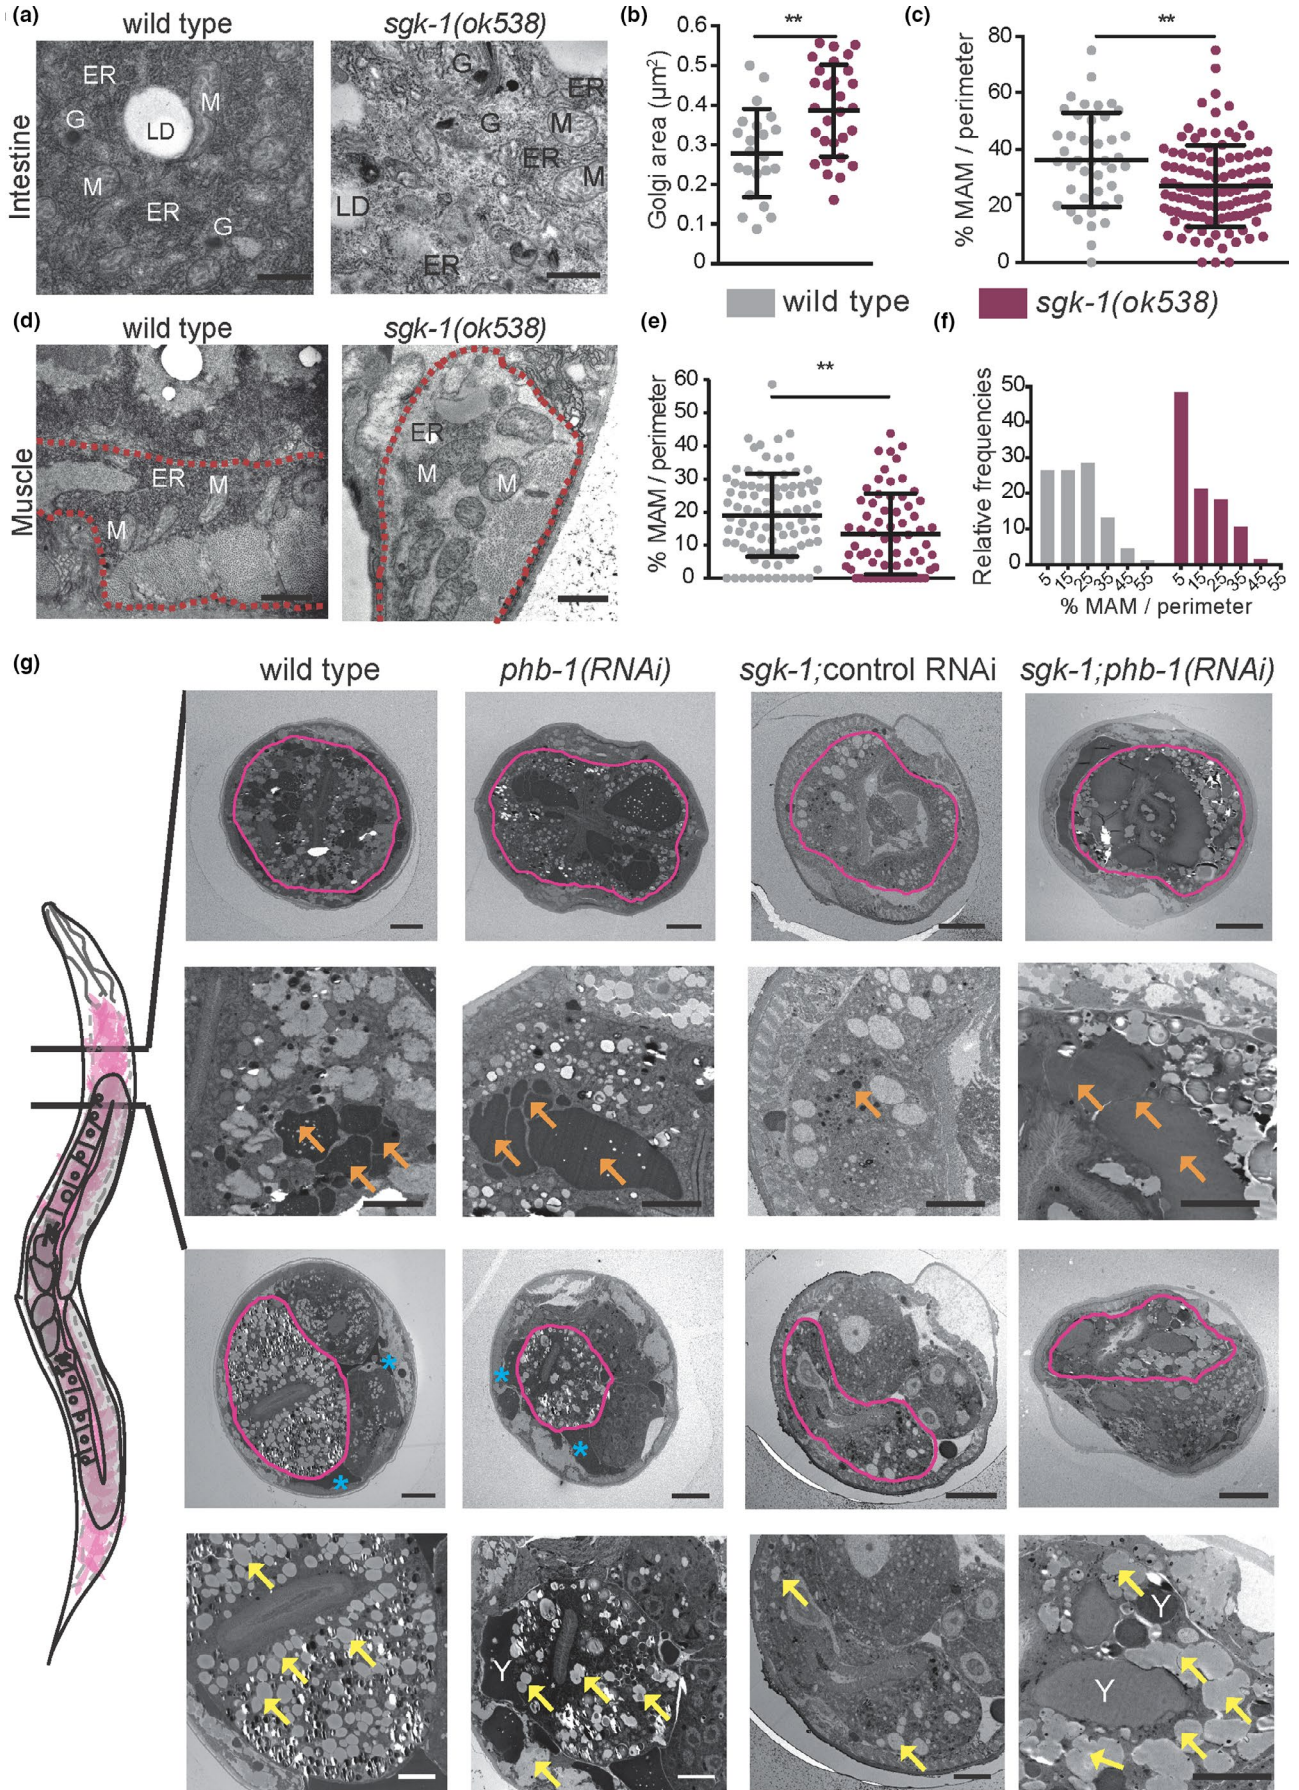 (a) wild type sgk-1(ok538)
Intestine
ER
G
M
LD
M
ER
G
G
ER
G
M
ER
M
LD
ER
(b)
Golgi area (µm²)
0.6
0.5
0.4
0.3
0.2
0.1
0
**
(c)
% MAM / perimeter
80
60
40
20
0
**
wild type sgk-1(ok538)
(d) wild type sgk-1(ok538)
Muscle
ER M
M
ER
M
M
(e)
% MAM / perimeter
60
50
40
30
20
10
0
**
(f)
Relative frequencies
50
40
30
20
10
0
5 15 25 35 45 55 5 15 25 35 45 55
% MAM / perimeter
(g) wild type phb-1(RNAi) sgk-1;control RNAi sgk-1;phb-1(RNAi)
*
*
*
*
Y
Y
Y